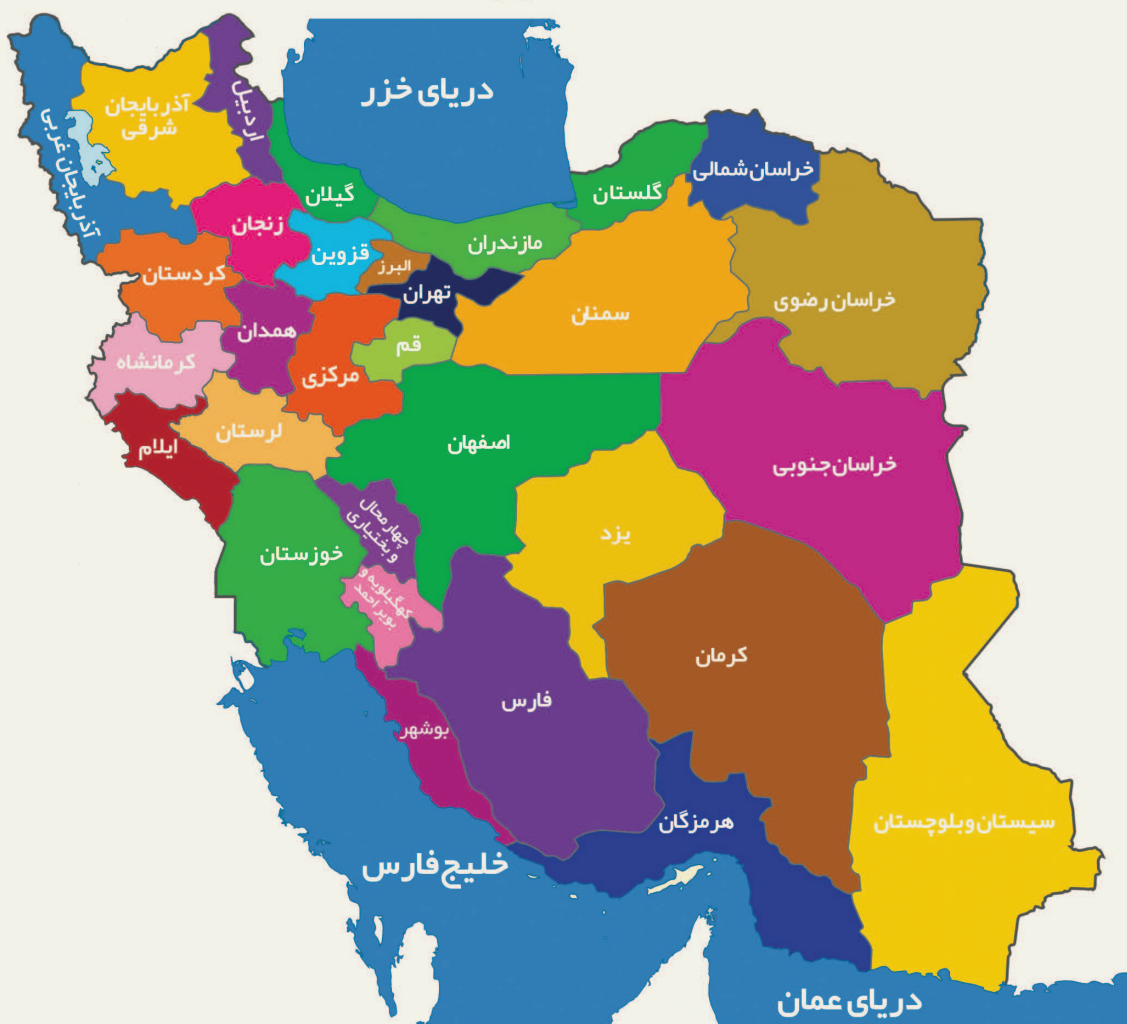 دریای خزر
آذربایجان
شرقی
اردبیل
آذربایجان غربی
گیلان
گلستان
خراسان شمالی
زنجان
مازندران
قزوین
البرز
کردستان
تهران
سمنان
خراسان رضوی
همدان
قم
کرمانشاه
مرکزی
لرستان
ایلام
اصفهان
خراسان جنوبی
چهارمحال
و بختیاری
یزد
خوزستان
کهگیلویه و
بویر احمد
کرمان
فارس
بوشهر
هرمزگان
سیستان و بلوچستان
خلیج فارس
دریای عمان